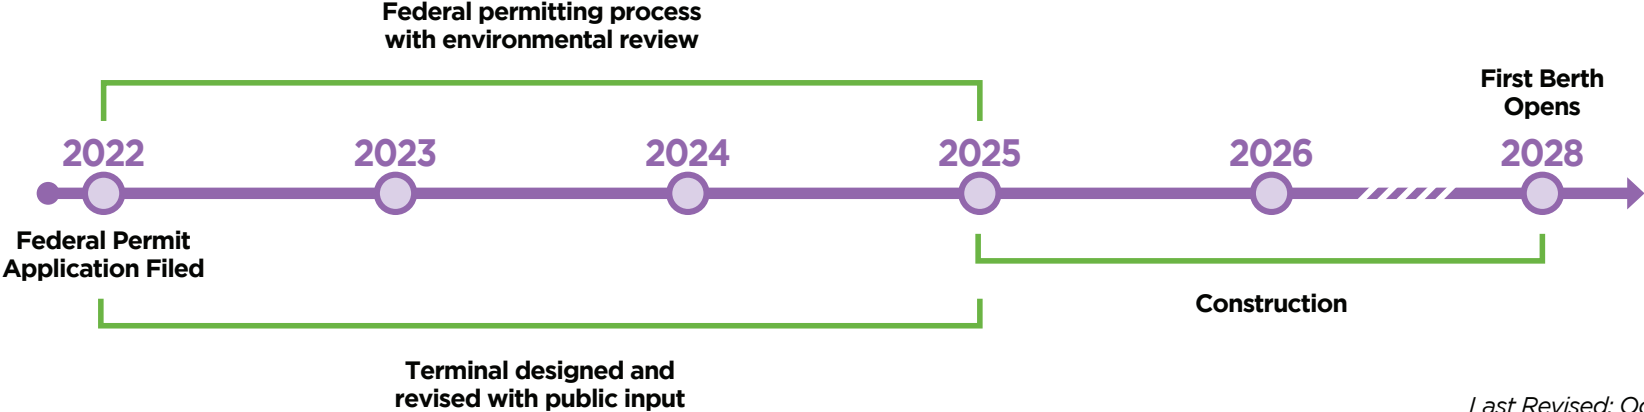 Federal permitting process
with environmental review
First Berth
Opens
2022
2023
2024
2025
2026
2028
Federal Permit
Application Filed
Construction
Terminal designed and
revised with public input
Last Revised: